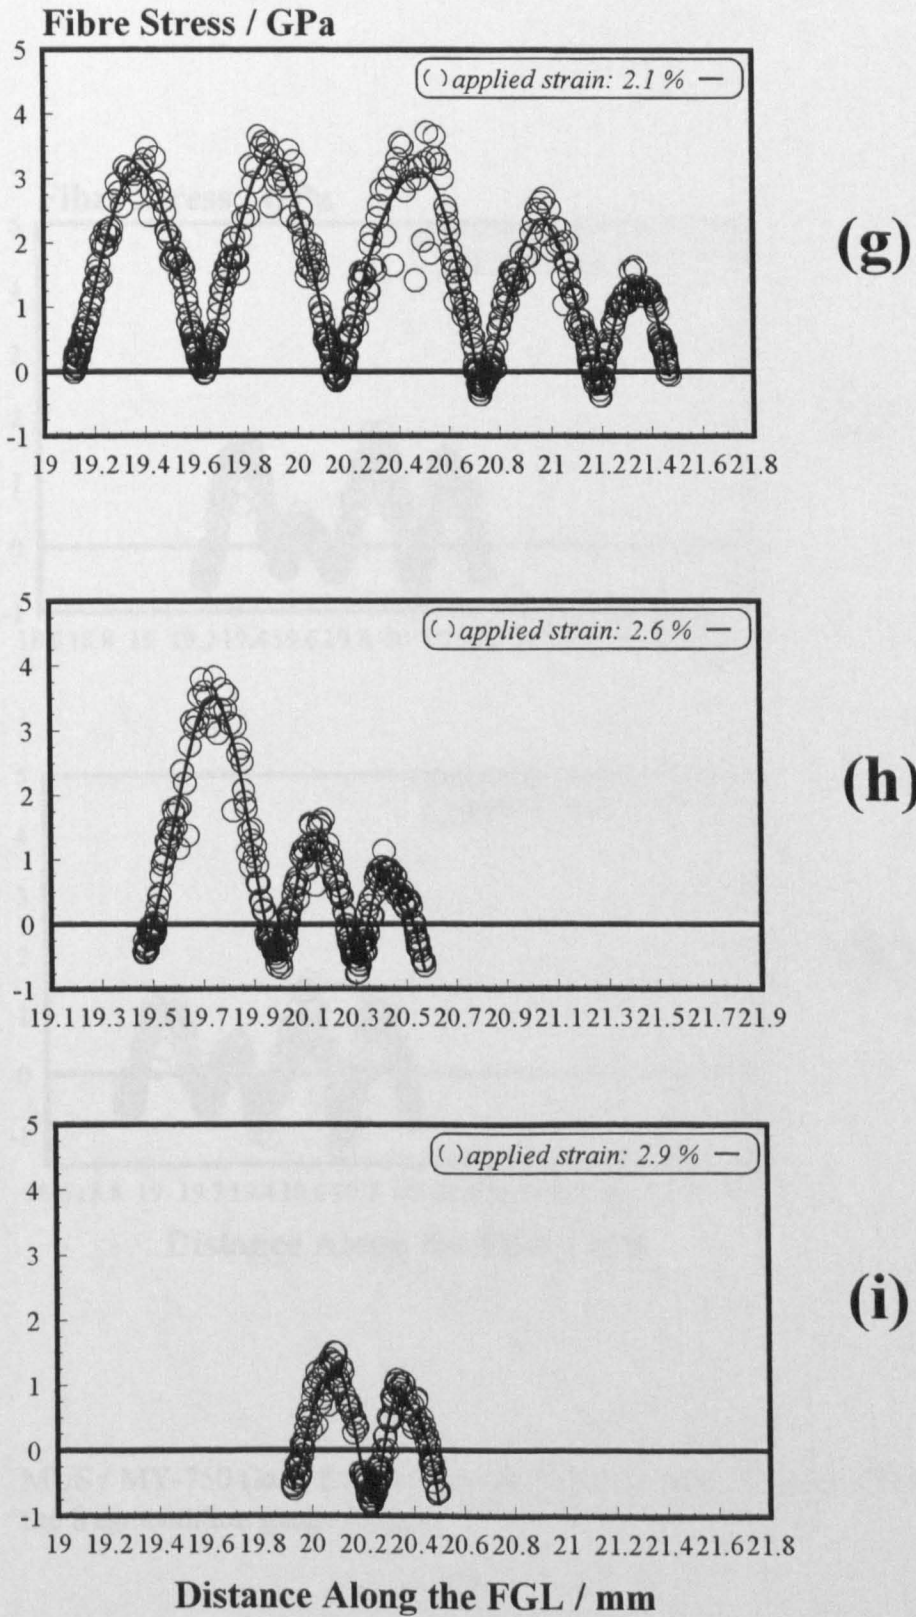 Fibre Stress / GPa
5
( ) applied strain: 2.1 % —
4
3
2
1
0
-1
19 19.2 19.4 19.6 19.8 20 20.2 20.4 20.6 20.8 21 21.2 21.4 21.6 21.8
(g)
5
( ) applied strain: 2.6 % —
4
3
2
1
0
-1
19.1 19.3 19.5 19.7 19.9 20.1 20.3 20.5 20.7 20.9 21.1 21.3 21.5 21.7 21.9
(h)
5
( ) applied strain: 2.9 % —
4
3
2
1
0
-1
19 19.2 19.4 19.6 19.8 20 20.2 20.4 20.6 20.8 21 21.2 21.4 21.6 21.8
(i)
Distance Along the FGL / mm